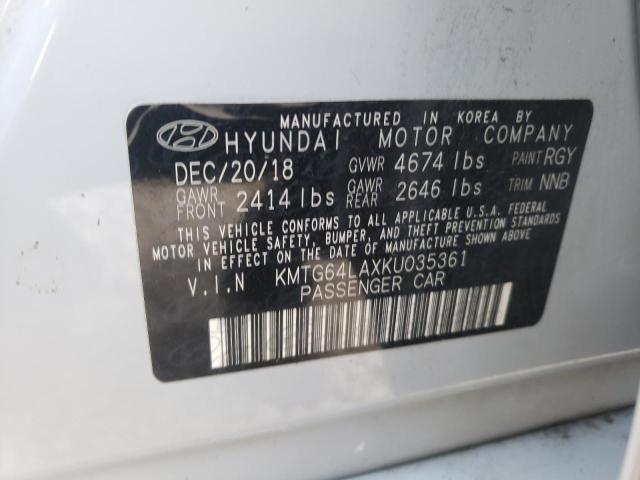 MANUFACTURED IN KOREA BY
HYUNDAI MOTOR COMPANY
DEC/20/18 GVWR 4674 lbs PAINT RGY
GAWR FRONT 2414 lbs GAWR REAR 2646 lbs TRIM NNB
THIS VEHICLE CONFORMS TO ALL APPLICABLE U.S.A. FEDERAL
MOTOR VEHICLE SAFETY, BUMPER, AND THEFT PREVENTION STANDARDS
IN EFFECT ON THE DATE OF MANUFACTURE SHOWN ABOVE.
V.I.N KMTG64LAXKU035361
PASSENGER CAR